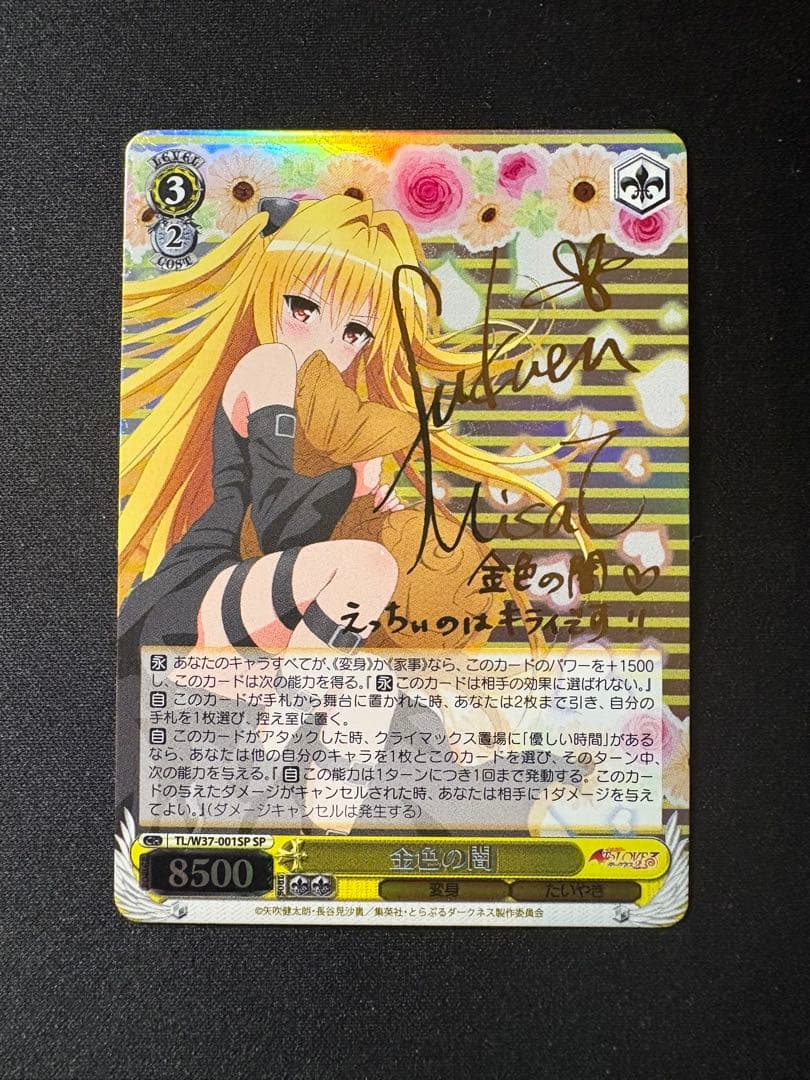 LEVEL
3
2
COST
Fukuen
Misato
金色の闇♡
えっちぃのはキライです!!
永 あなたのキャラすべてが、《変身》か《家事》なら、このカードのパワーを+1500
し、このカードは次の能力を得る。『永 このカードは相手の効果に選ばれない。』
自 このカードが手札から舞台に置かれた時、あなたは2枚まで引き、自分の
手札を1枚選び、控え室に置く。
自 このカードがアタックした時、クライマックス置場に「優しい時間」がある
なら、あなたは他の自分のキャラを1枚とこのカードを選び、そのターン中、
次の能力を与える。『自 この能力は1ターンにつき1回まで発動する。このカー
ドの与えたダメージがキャンセルされた時、あなたは相手に1ダメージを与え
てよい。』(ダメージキャンセルは発生する)
TL/W37-001SP SP
8500
金色の闇
変身
たいやき
©矢吹健太朗・長谷見沙貴/集英社・とらぶるダークネス製作委員会